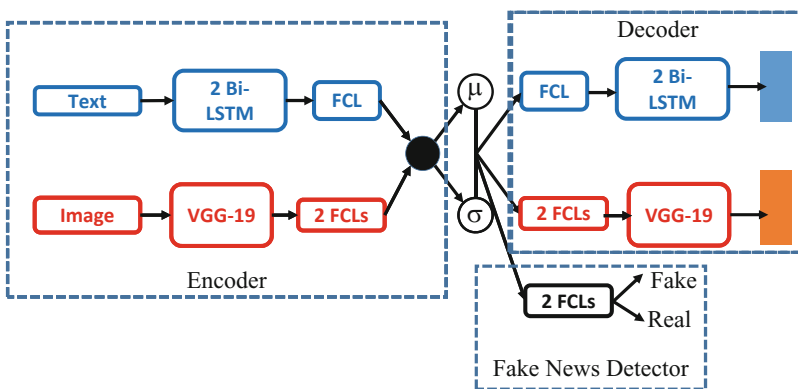 Decoder
Text
2 Bi-
LSTM
FCL
μ
FCL
2 Bi-
LSTM
Image
VGG-19
2 FCLs
σ
2 FCLs
VGG-19
Encoder
2 FCLs
Fake
Real
Fake News Detector